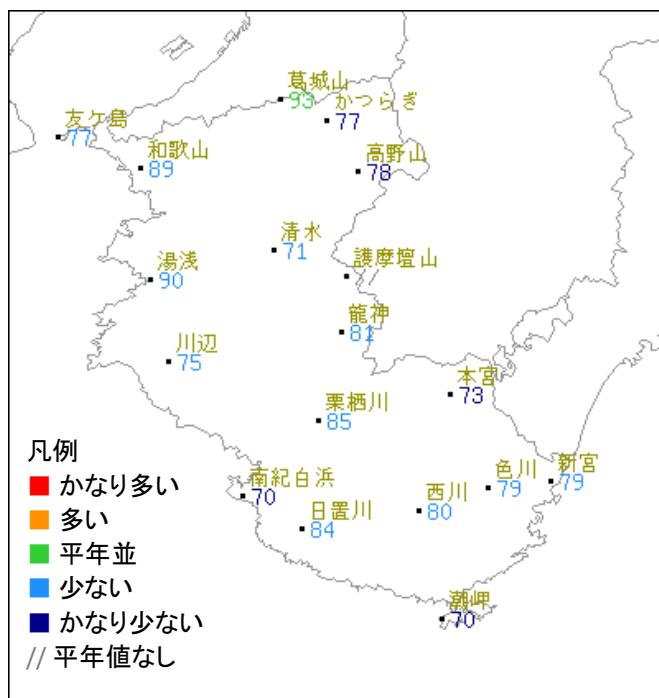 葛城山
93
かつらぎ
77
友ケ島
77
和歌山
89
高野山
78
清水
71
護摩壇山
//
湯浅
90
龍神
81
川辺
75
本宮
73
栗栖川
85
南紀白浜
70
日置川
84
西川
80
色川
79
新宮
79
潮岬
70
凡例
かなり多い
多い
平年並
少ない
かなり少ない
// 平年値なし